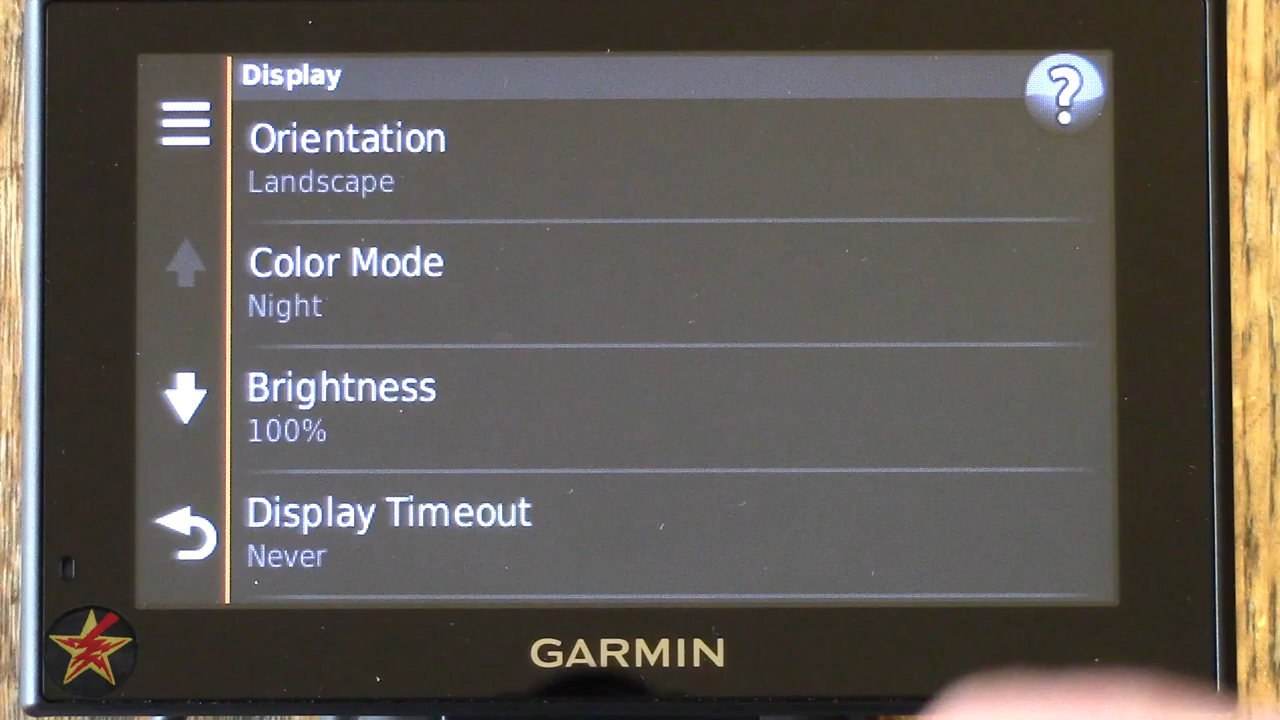 Display
?
Orientation
Landscape
Color Mode
Night
Brightness
100%
Display Timeout
Never
GARMIN